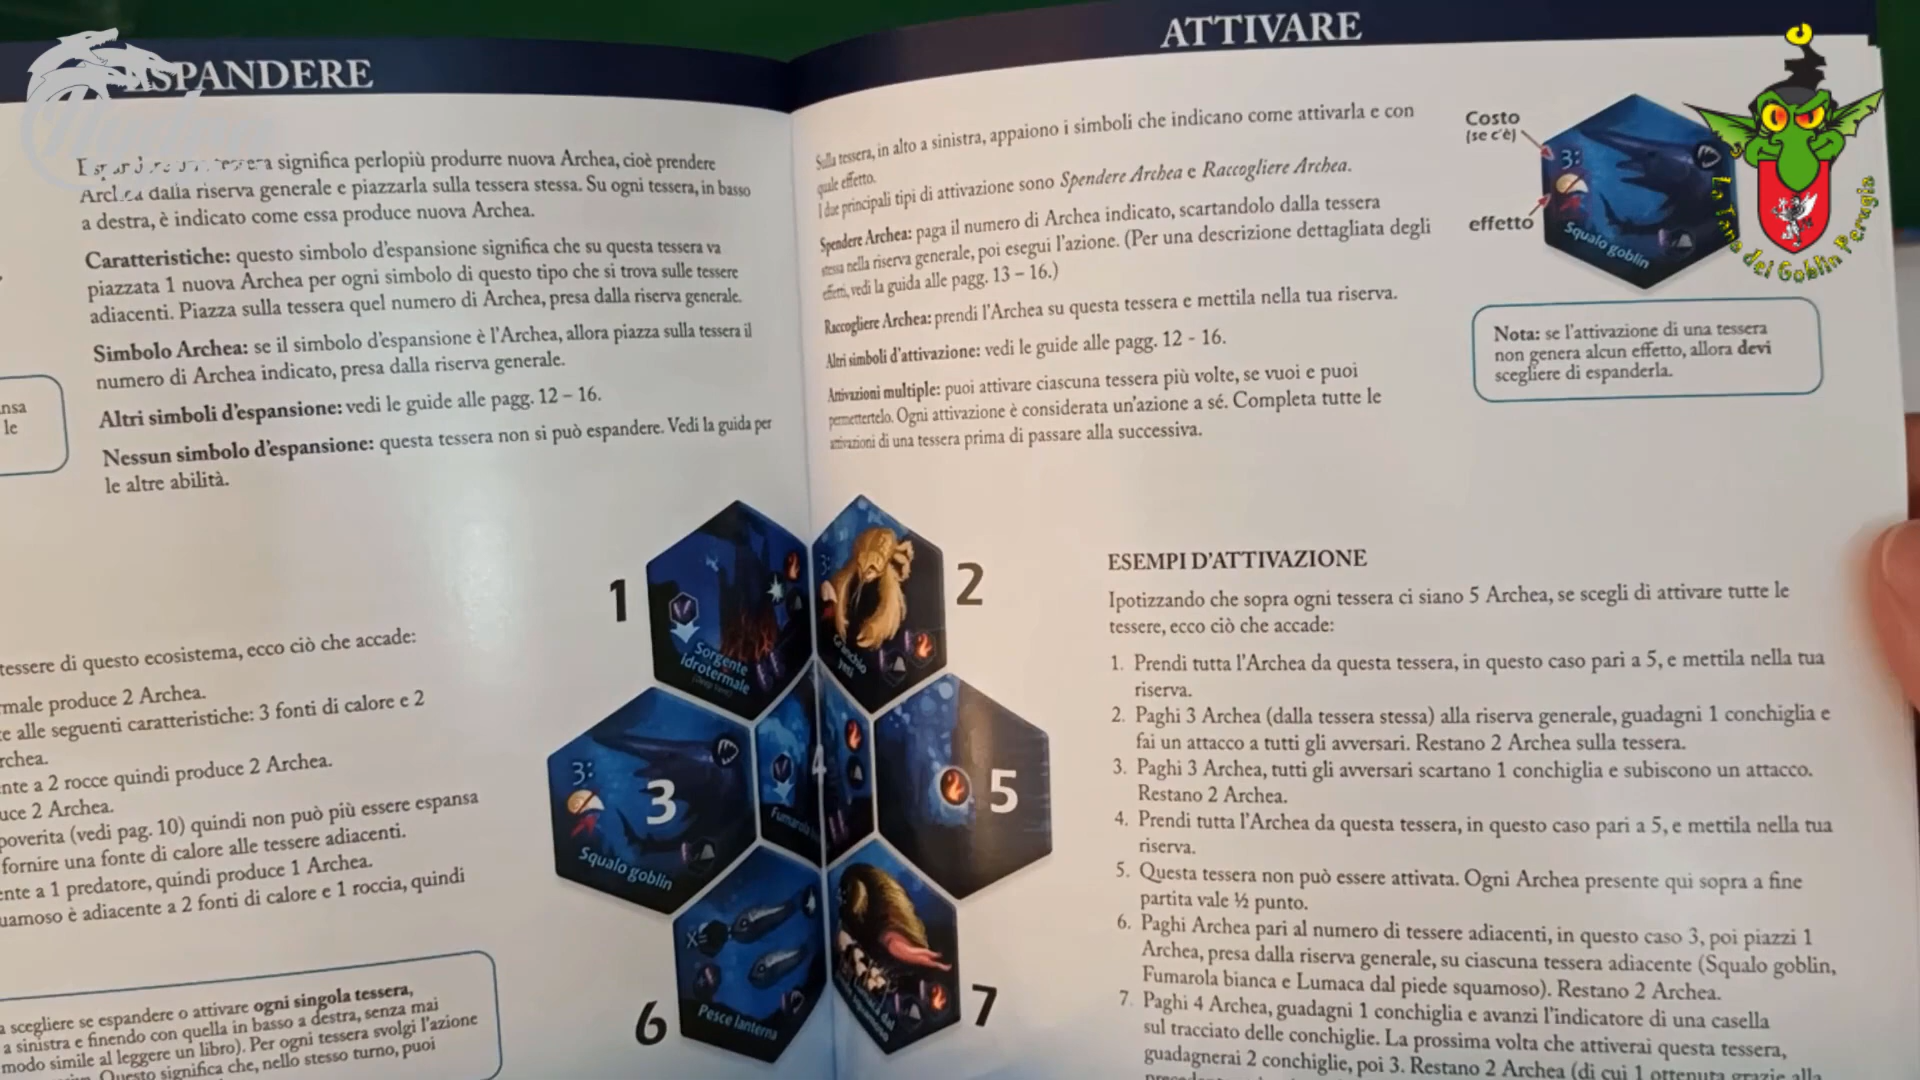 ESPANDERE
significa perlopiù produrre nuova Archea, cioè prendere
Archea dalla riserva generale e piazzarla sulla tessera stessa. Su ogni tessera, in basso
a destra, è indicato come essa produce nuova Archea.
Caratteristiche: questo simbolo d'espansione significa che su questa tessera va
piazzata 1 nuova Archea per ogni simbolo di questo tipo che si trova sulle tessere
adiacenti. Piazza sulla tessera quel numero di Archea, presa dalla riserva generale.
Simbolo Archea: se il simbolo d'espansione è l'Archea, allora piazza sulla tessera il
numero di Archea indicato, presa dalla riserva generale.
Altri simboli d'espansione: vedi le guide alle pagg. 12 – 16.
Nessun simbolo d'espansione: questa tessera non si può espandere. Vedi la guida per
le altre abilità.
nsa
le
tessere di questo ecosistema, ecco ciò che accade:
male produce 2 Archea.
e alle seguenti caratteristiche: 3 fonti di calore e 2
rchea.
nte a 2 rocce quindi produce 2 Archea.
uce 2 Archea.
poverita (vedi pag. 10) quindi non può più essere espansa
fornire una fonte di calore alle tessere adiacenti.
ente a 1 predatore, quindi produce 1 Archea.
uamoso è adiacente a 2 fonti di calore e 1 roccia, quindi
a scegliere se espandere o attivare ogni singola tessera,
a sinistra e finendo con quella in basso a destra, senza mai
modo simile al leggere un libro). Per ogni tessera svolgi l'azione
Questo significa che, nello stesso turno, puoi
1
Sorgente
idrotermale
2
Granchio
yeti
3:
3
Squalo goblin
4
Fumarola
5
6
X=
Pesce lanterna
7
ATTIVARE
Sulla tessera, in alto a sinistra, appaiono i simboli che indicano come attivarla e con
quale effetto.
I due principali tipi di attivazione sono Spendere Archea e Raccogliere Archea.
Spendere Archea: paga il numero di Archea indicato, scartandolo dalla tessera
stessa nella riserva generale, poi esegui l'azione. (Per una descrizione dettagliata degli
effetti, vedi la guida alle pagg. 13 – 16.)
Raccogliere Archea: prendi l'Archea su questa tessera e mettila nella tua riserva.
Altri simboli d'attivazione: vedi le guide alle pagg. 12 - 16.
Attivazioni multiple: puoi attivare ciascuna tessera più volte, se vuoi e puoi
permettertelo. Ogni attivazione è considerata un'azione a sé. Completa tutte le
attivazioni di una tessera prima di passare alla successiva.
Costo
(se c'è)
effetto
3:
Squalo goblin
La Tana dei Goblin Perugia
Nota: se l'attivazione di una tessera
non genera alcun effetto, allora devi
scegliere di espanderla.
ESEMPI D'ATTIVAZIONE
Ipotizzando che sopra ogni tessera ci siano 5 Archea, se scegli di attivare tutte le
tessere, ecco ciò che accade:
1. Prendi tutta l'Archea da questa tessera, in questo caso pari a 5, e mettila nella tua
riserva.
2. Paghi 3 Archea (dalla tessera stessa) alla riserva generale, guadagni 1 conchiglia e
fai un attacco a tutti gli avversari. Restano 2 Archea sulla tessera.
3. Paghi 3 Archea, tutti gli avversari scartano 1 conchiglia e subiscono un attacco.
Restano 2 Archea.
4. Prendi tutta l'Archea da questa tessera, in questo caso pari a 5, e mettila nella tua
riserva.
5. Questa tessera non può essere attivata. Ogni Archea presente qui sopra a fine
partita vale ½ punto.
6. Paghi Archea pari al numero di tessere adiacenti, in questo caso 3, poi piazzi 1
Archea, presa dalla riserva generale, su ciascuna tessera adiacente (Squalo goblin,
Fumarola bianca e Lumaca dal piede squamoso). Restano 2 Archea.
7. Paghi 4 Archea, guadagni 1 conchiglia e avanzi l'indicatore di una casella
sul tracciato delle conchiglie. La prossima volta che attiverai questa tessera,
guadagnerai 2 conchiglie, poi 3. Restano 2 Archea (di cui 1 ottenuta grazie alla